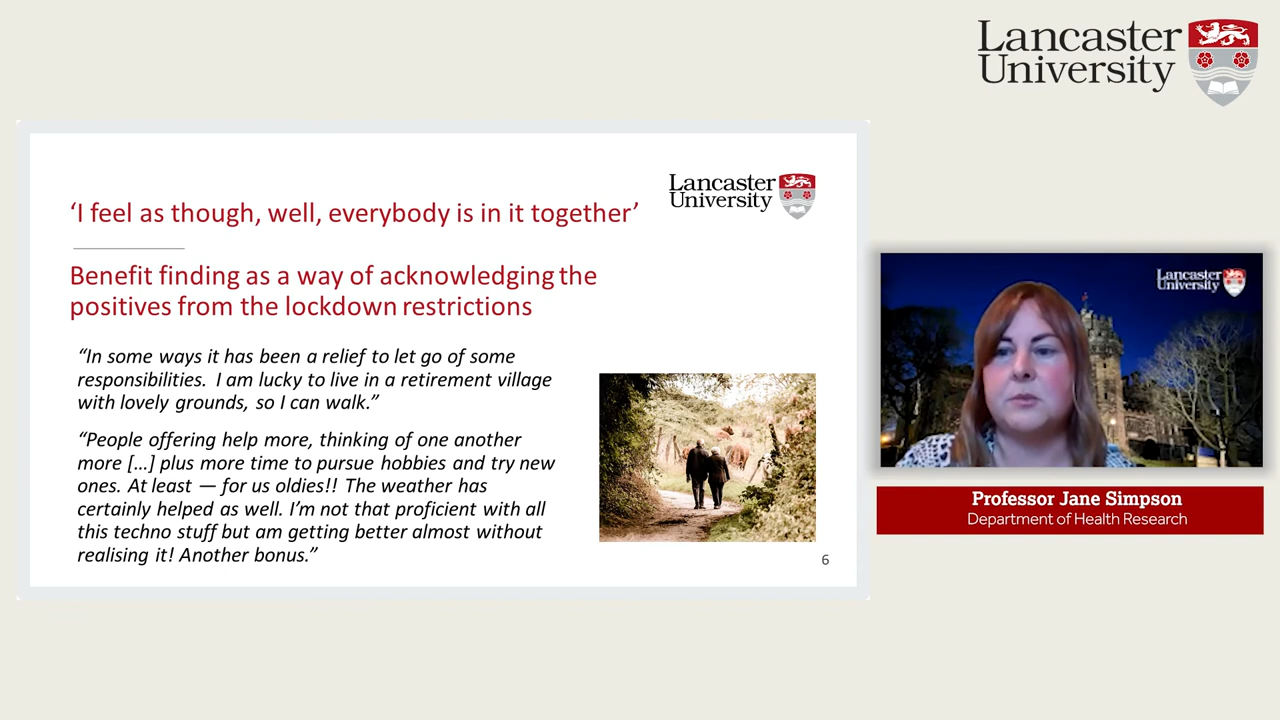 Lancaster
University
‘I feel as though, well, everybody is in it together’
Lancaster
University
Benefit finding as a way of acknowledging the
positives from the lockdown restrictions
“In some ways it has been a relief to let go of some
responsibilities. I am lucky to live in a retirement village
with lovely grounds, so I can walk.”
“People offering help more, thinking of one another
more […] plus more time to pursue hobbies and try new
ones. At least — for us oldies!! The weather has
certainly helped as well. I’m not that proficient with all
this techno stuff but am getting better almost without
realising it! Another bonus.”
6
Lancaster
University
Professor Jane Simpson
Department of Health Research